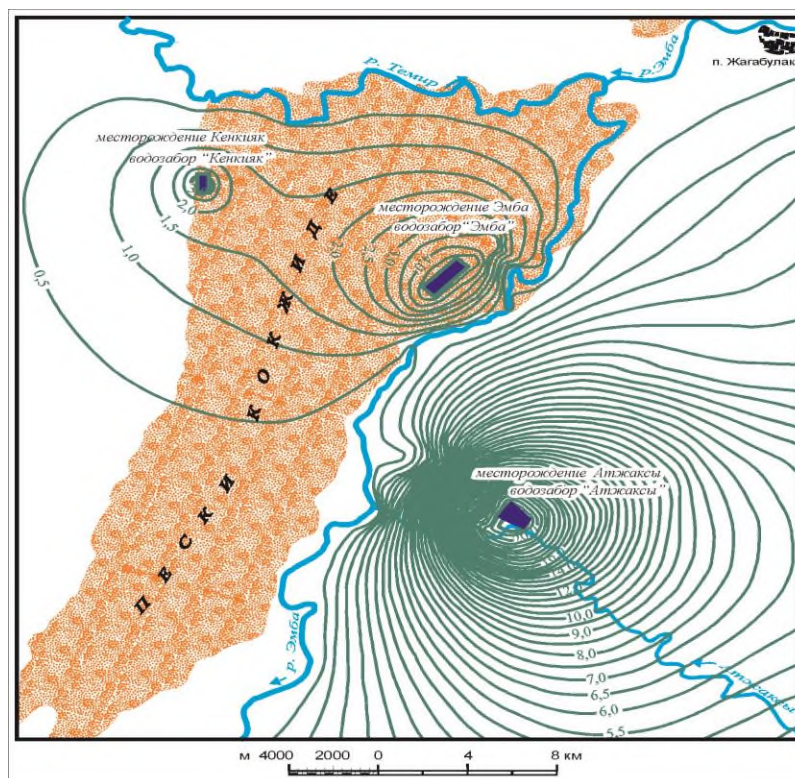 п. Жагабулак
р. Темир
р. Эмба
месторождение Кенкияк
водозабор "Кенкияк"
2,0
1,5
1,0
0,5
месторождение Эмба
водозабор "Эмба"
ПЕСКИ КОКЖИДЕ
месторождение Атжаксы
водозабор "Атжаксы"
10,0
9,0
8,0
7,0
6,5
6,0
5,5
р. Эмба
Атжаксы
м 4000 2000 0 4 8 км